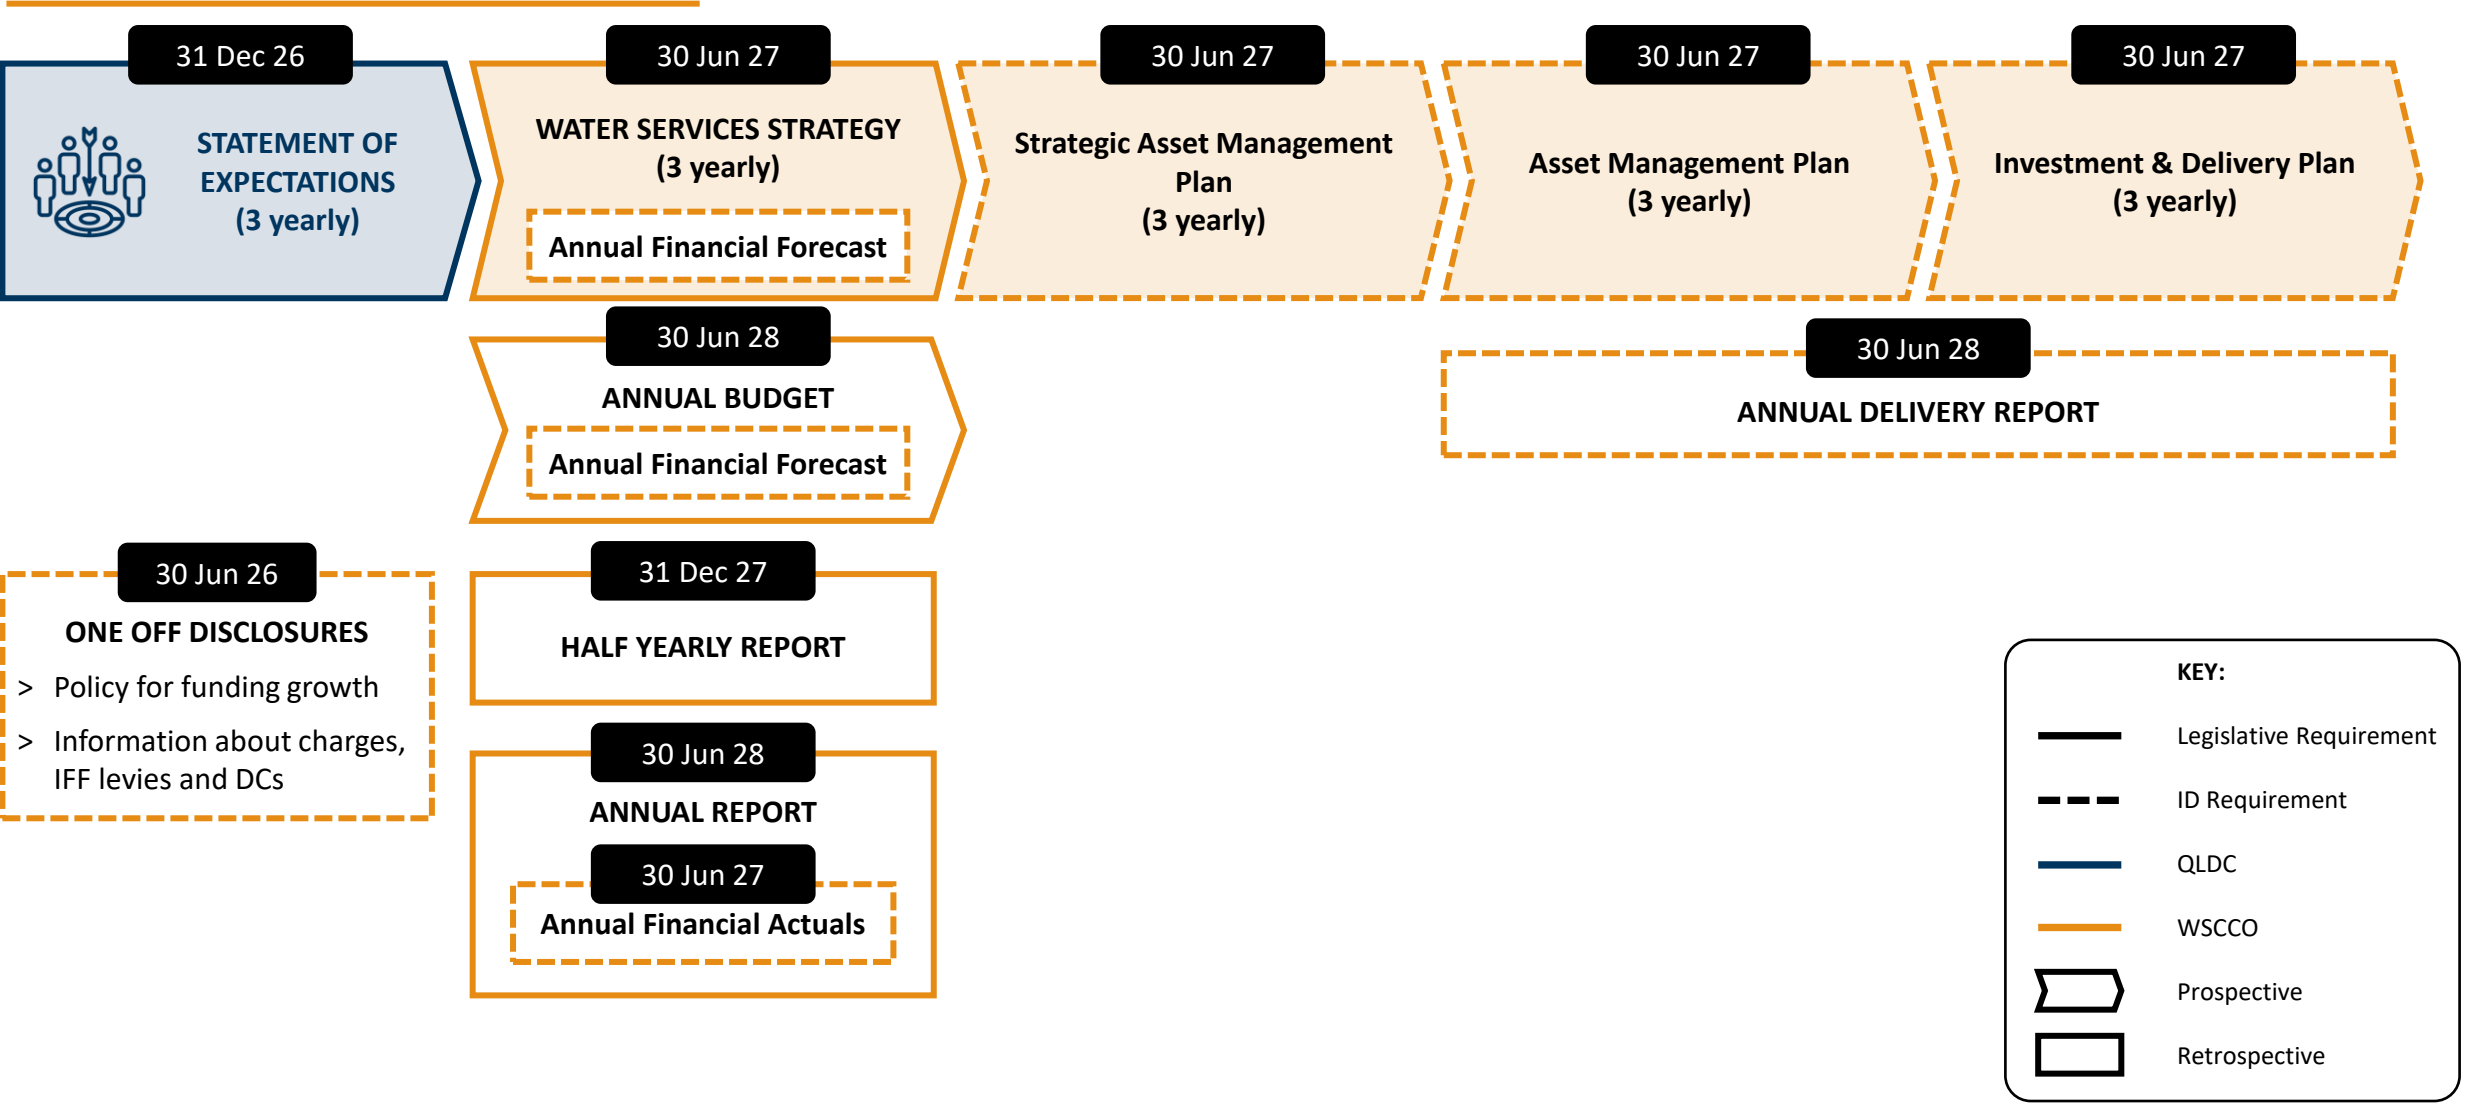 31 Dec 26
STATEMENT OF
EXPECTATIONS
(3 yearly)
30 Jun 27
WATER SERVICES STRATEGY
(3 yearly)
Annual Financial Forecast
30 Jun 27
Strategic Asset Management
Plan
(3 yearly)
30 Jun 27
Asset Management Plan
(3 yearly)
30 Jun 27
Investment & Delivery Plan
(3 yearly)
30 Jun 28
ANNUAL BUDGET
Annual Financial Forecast
30 Jun 28
ANNUAL DELIVERY REPORT
30 Jun 26
ONE OFF DISCLOSURES
> Policy for funding growth
> Information about charges,
IFF levies and DCs
31 Dec 27
HALF YEARLY REPORT
30 Jun 28
ANNUAL REPORT
30 Jun 27
Annual Financial Actuals
KEY:
Legislative Requirement
ID Requirement
QLDC
WSCCO
Prospective
Retrospective